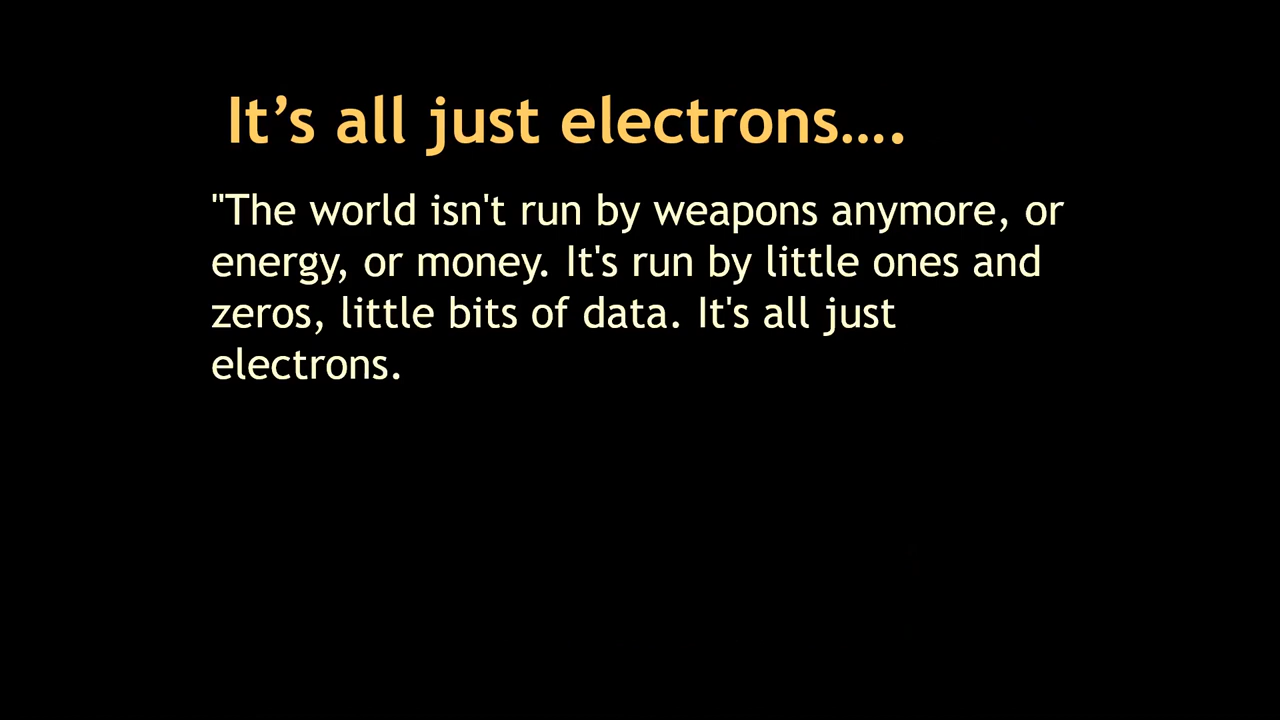 It’s all just electrons….
"The world isn't run by weapons anymore, or
energy, or money. It's run by little ones and
zeros, little bits of data. It's all just
electrons.